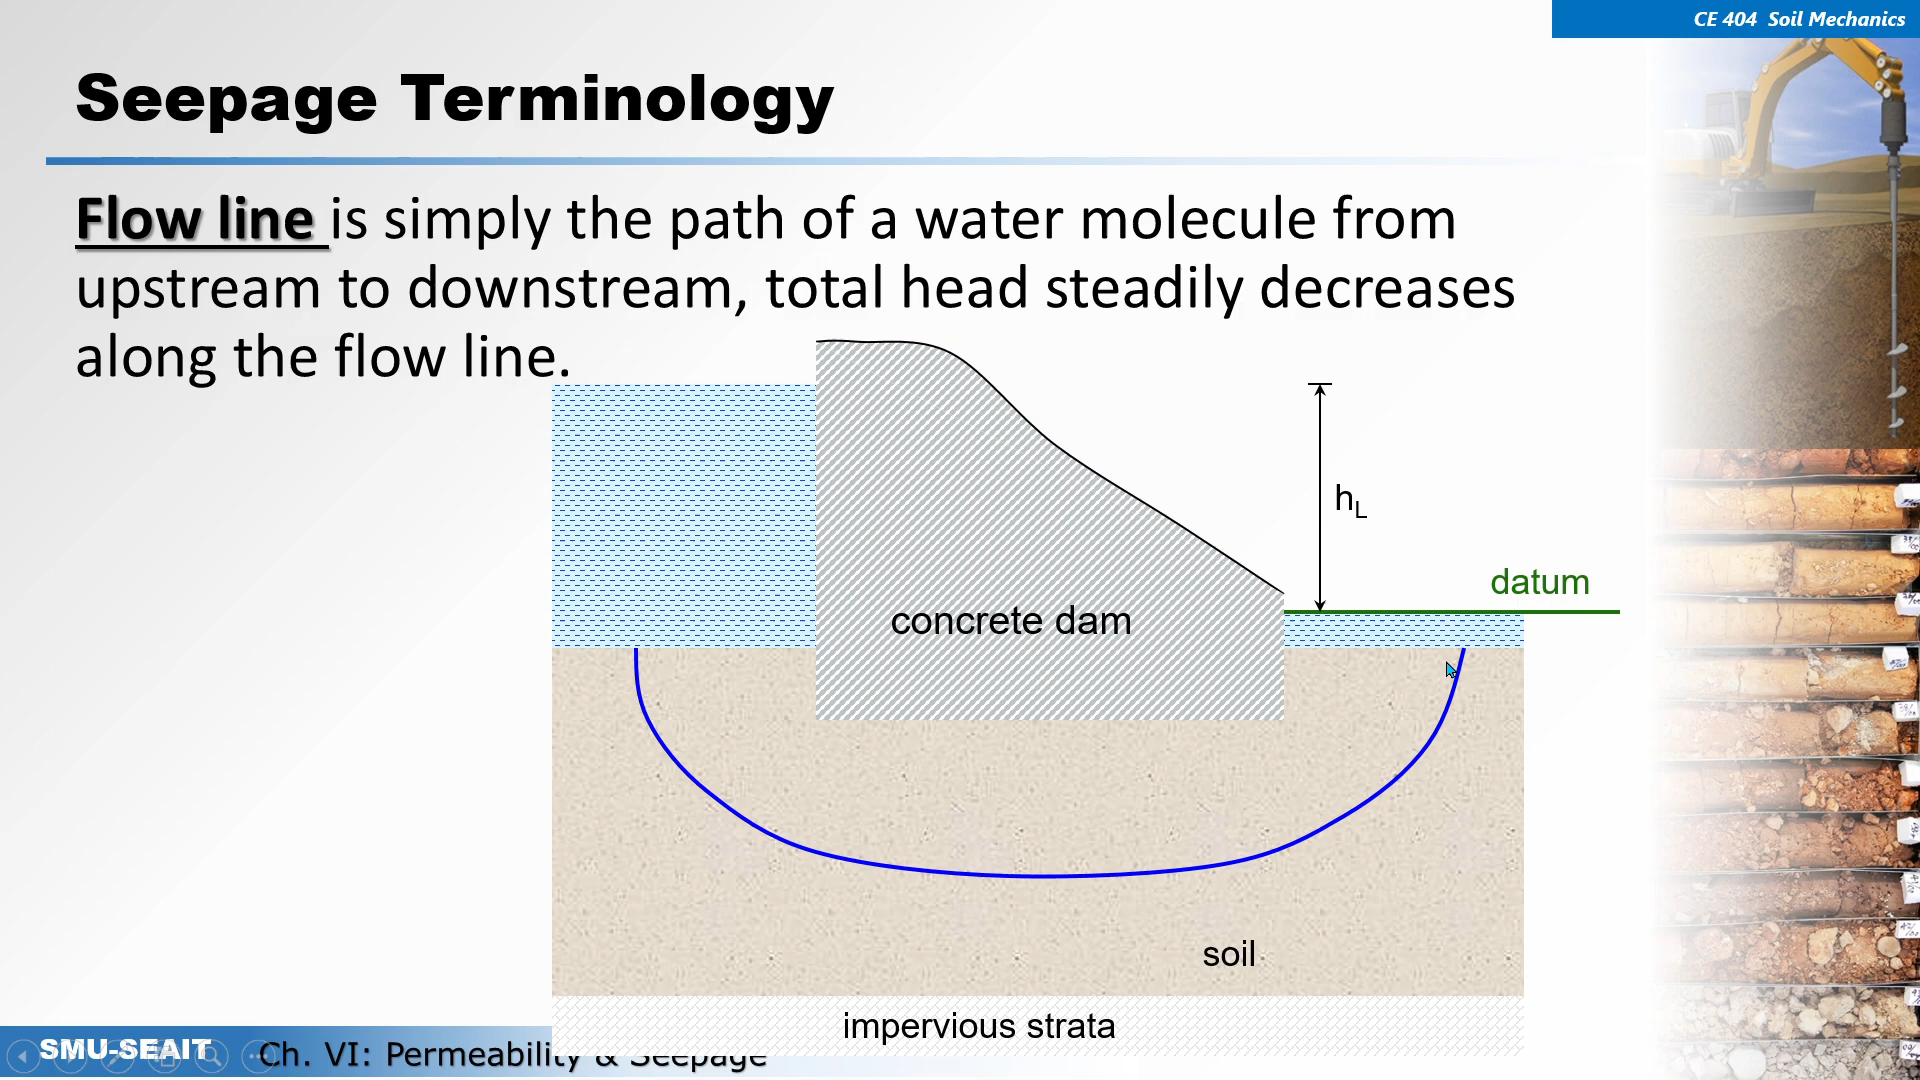 CE 404 Soil Mechanics
Seepage Terminology
Flow line is simply the path of a water molecule from
upstream to downstream, total head steadily decreases
along the flow line.
hL
datum
concrete dam
soil
impervious strata
SMU-SEAIT
Ch. VI: Permeability & Seepage